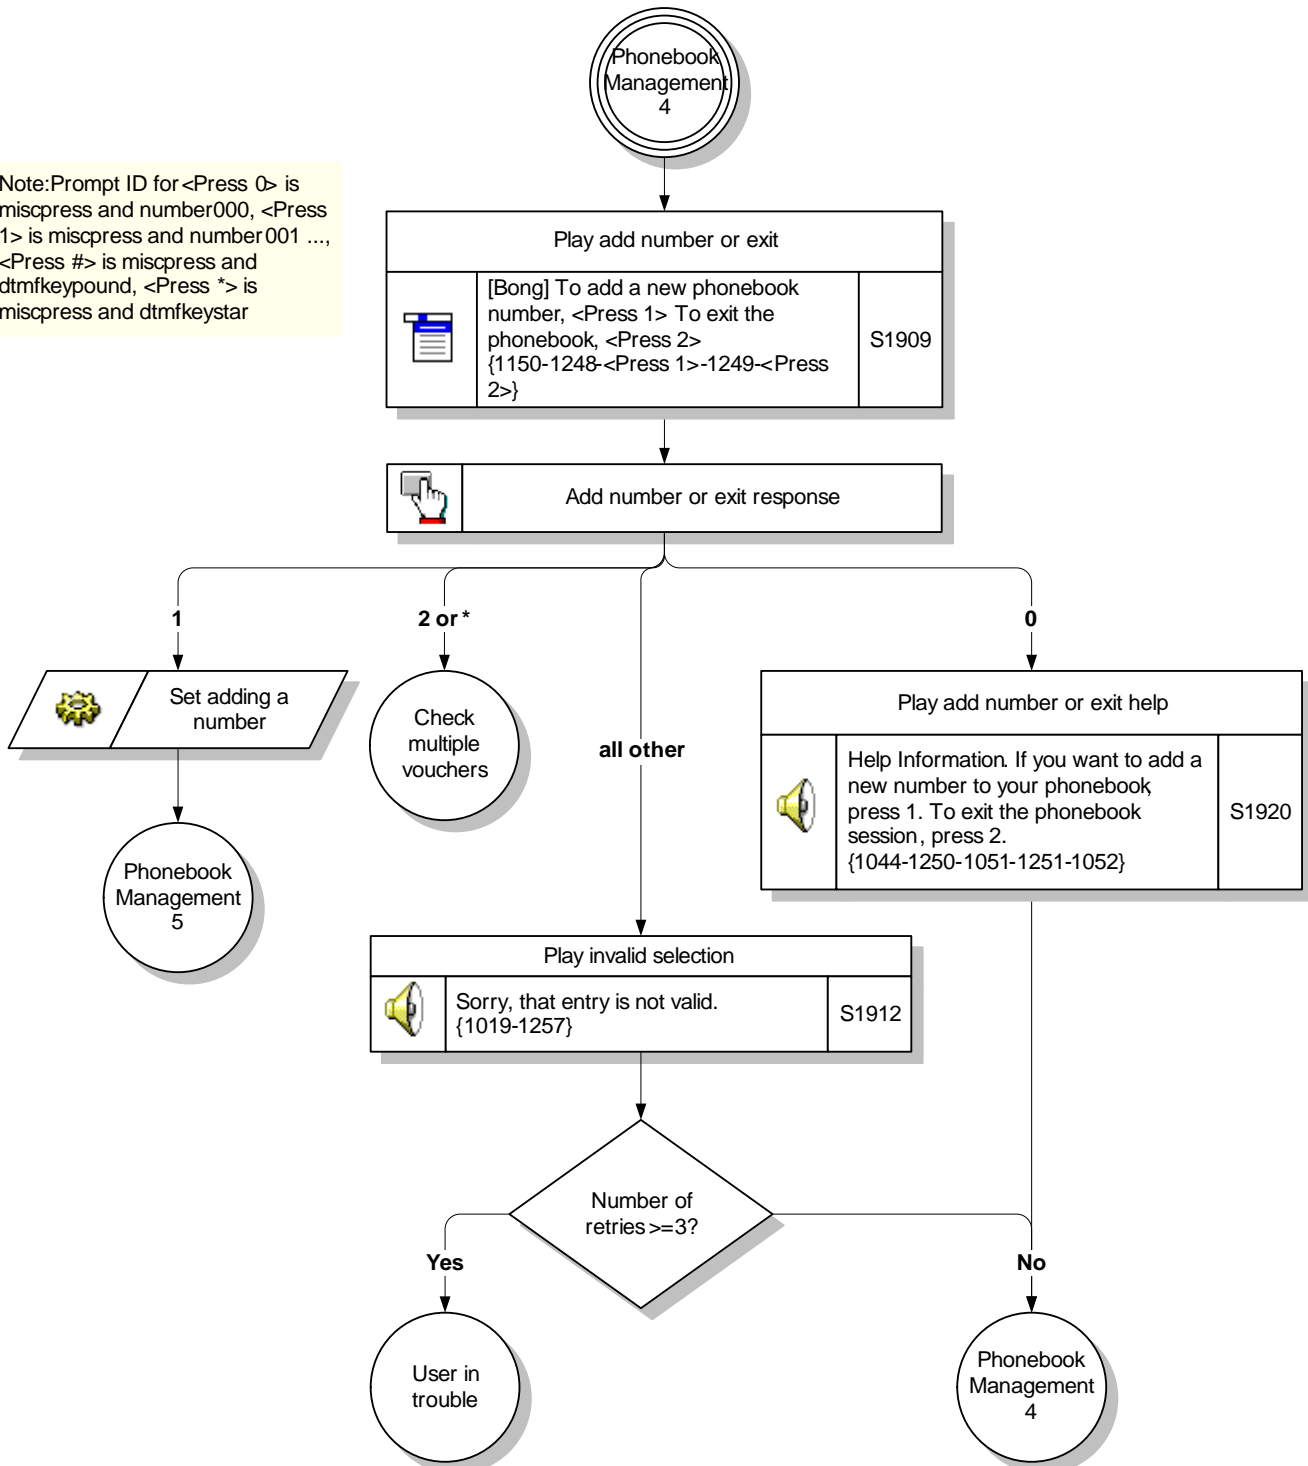 Phonebook
Management
4
Note:Prompt ID for <Press 0> is
miscpress and number000, <Press
1> is miscpress and number001 ...,
<Press #> is miscpress and
dtmfkeypound, <Press *> is
miscpress and dtmfkeystar
Play add number or exit
[Bong] To add a new phonebook
number, <Press 1> To exit the
phonebook, <Press 2>
{1150-1248-<Press 1>-1249-<Press
2>}
S1909
Add number or exit response
1
2 or *
all other
0
Set adding a
number
Check
multiple
vouchers
Play add number or exit help
Help Information. If you want to add a
new number to your phonebook,
press 1. To exit the phonebook
session, press 2.
{1044-1250-1051-1251-1052}
S1920
Phonebook
Management
5
Play invalid selection
Sorry, that entry is not valid.
{1019-1257}
S1912
Number of
retries>=3?
Yes
No
User in
trouble
Phonebook
Management
4